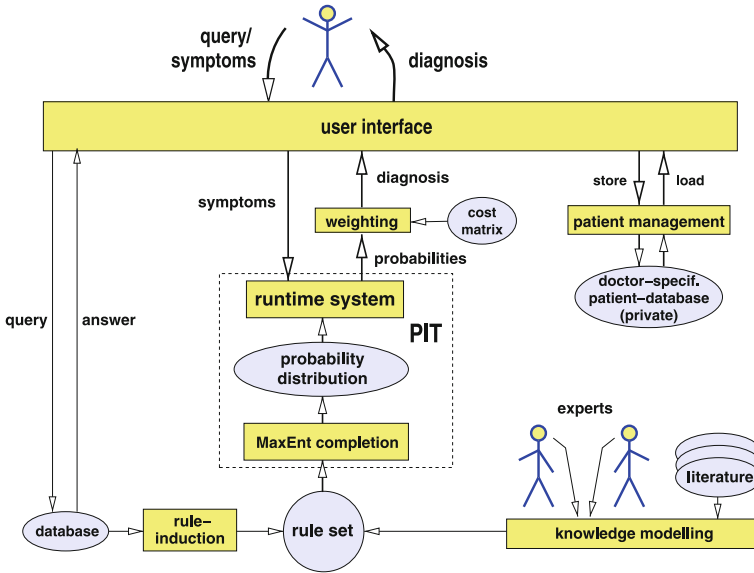 query/
symptoms
diagnosis
user interface
diagnosis
store
load
symptoms
weighting
cost
matrix
patient management
probabilities
doctor–specif.
patient–database
(private)
runtime system
query
answer
PIT
probability
distribution
experts
MaxEnt completion
literature
database
rule–
induction
rule set
knowledge modelling